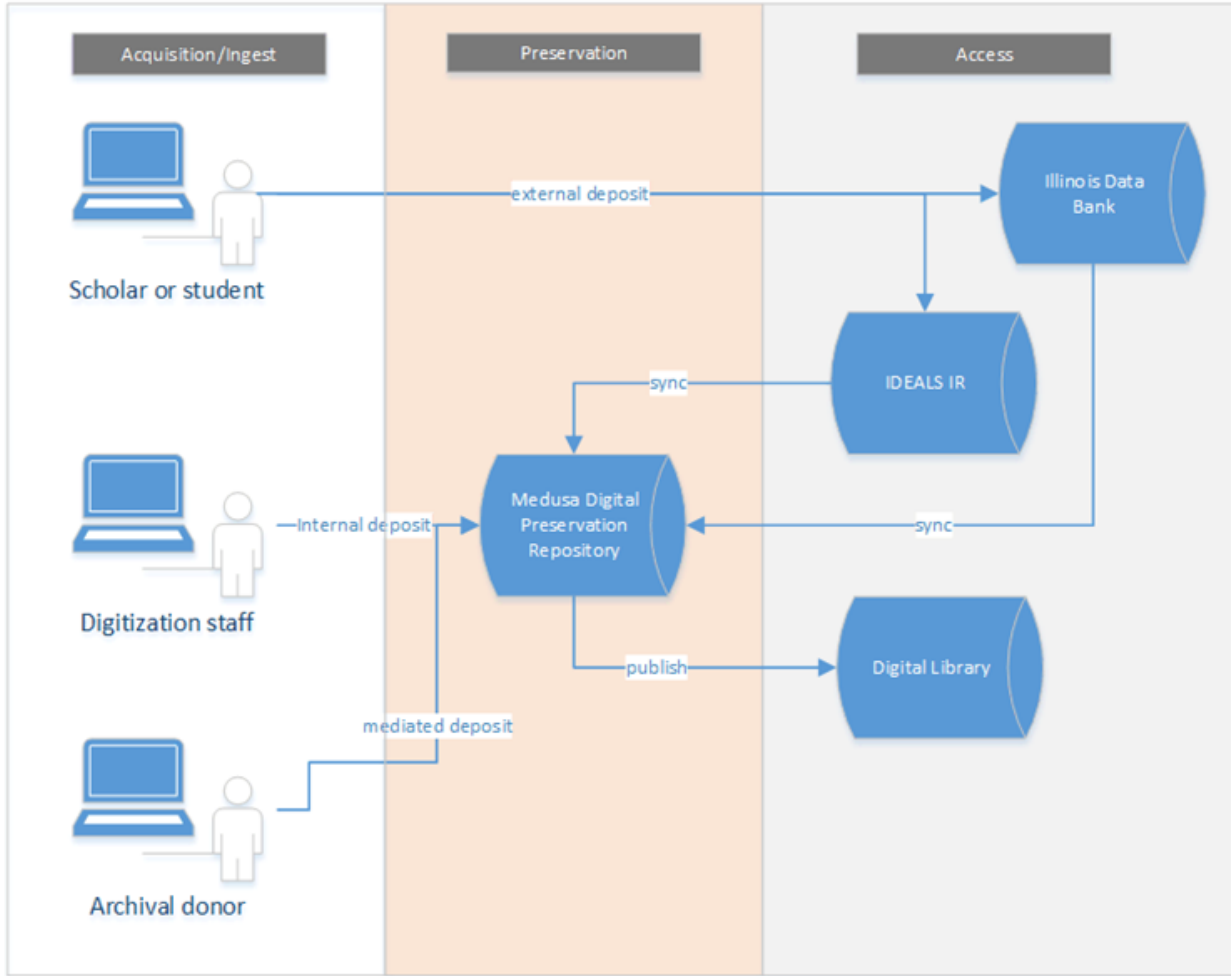 Acquisition/Ingest
Preservation
Access
external deposit
Illinois Data
Bank
Scholar or student
sync
IDEALS IR
Internal deposit
Medusa Digital
Preservation
Repository
sync
Digitization staff
publish
Digital Library
mediated deposit
Archival donor